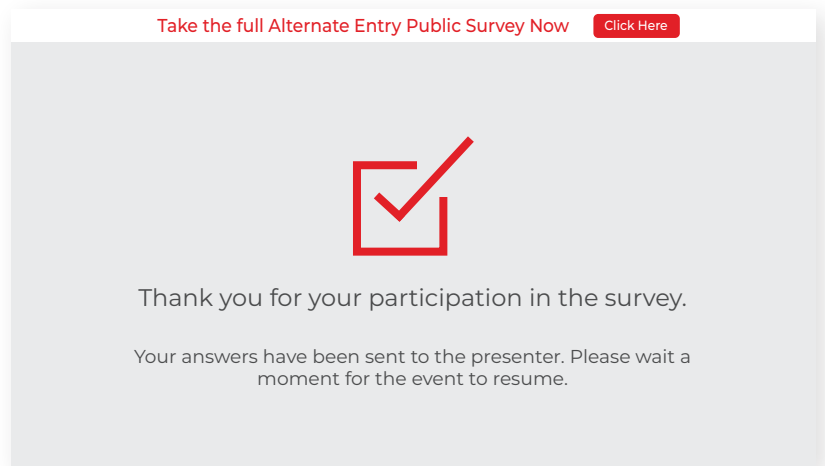 Take the full Alternate Entry Public Survey Now Click Here
Thank you for your participation in the survey.
Your answers have been sent to the presenter. Please wait a
moment for the event to resume.